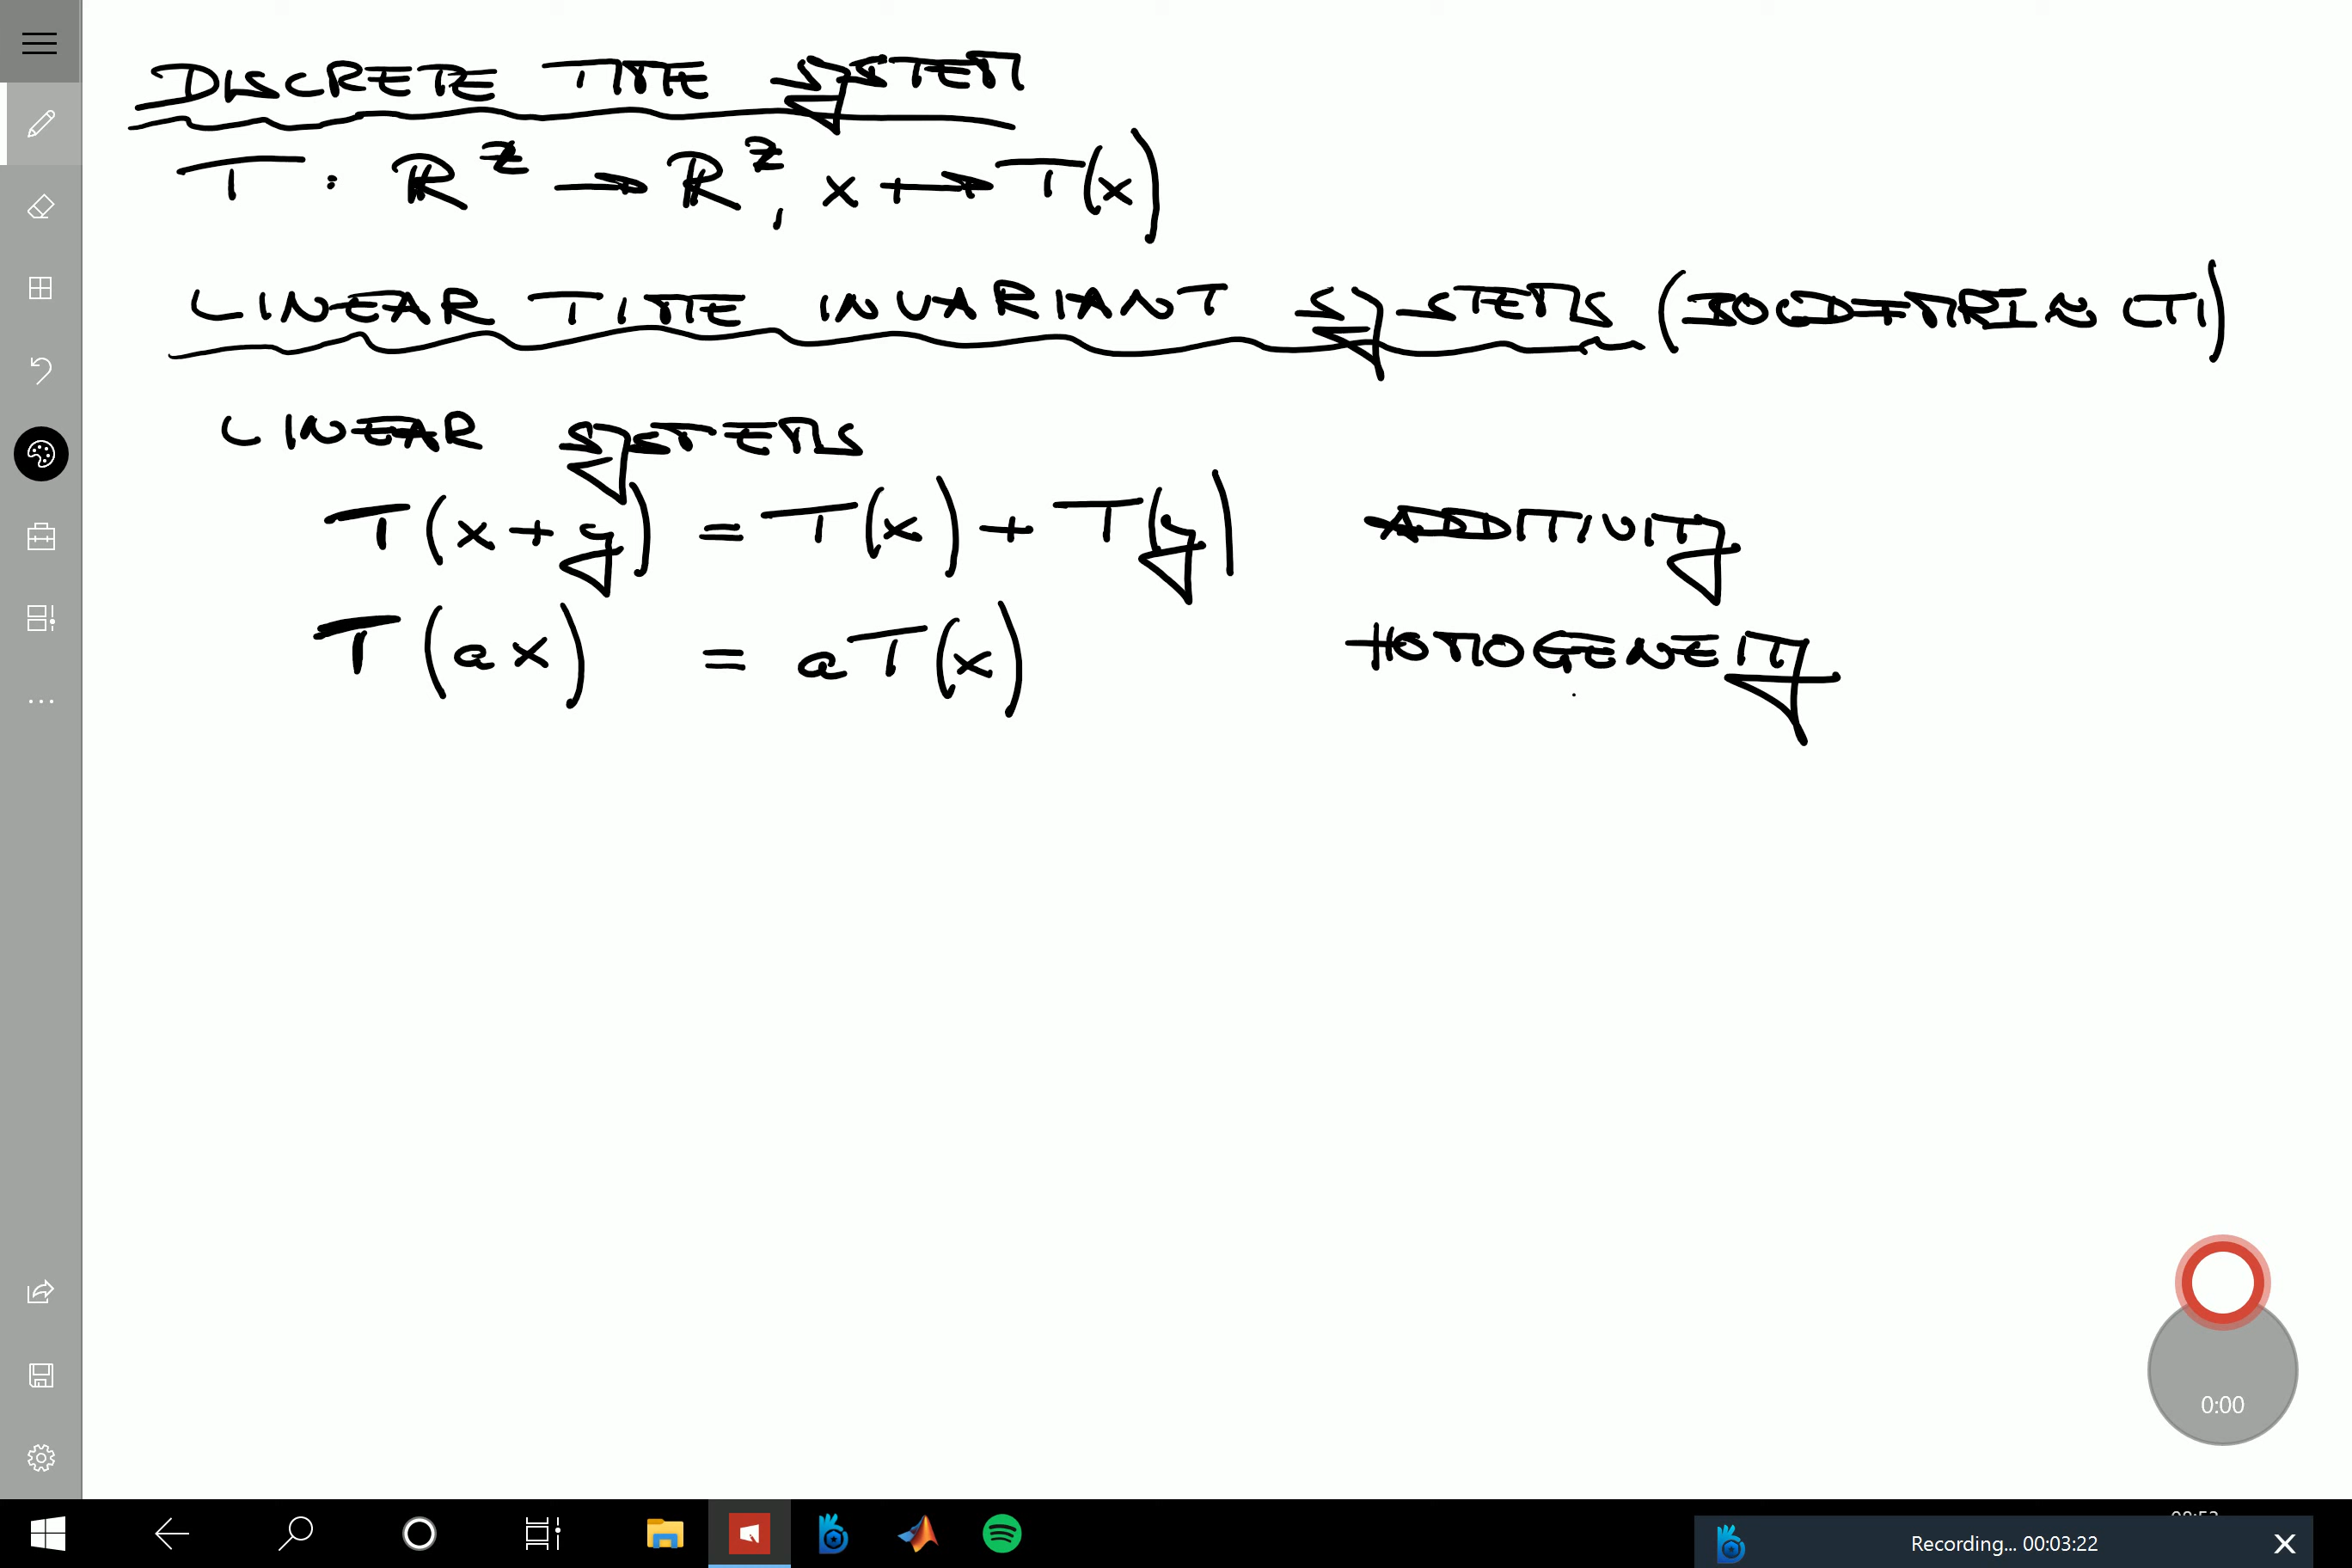 DISCRETE TIME SYSTEM
T : ℝ^ℤ → ℝ^ℤ, x ↦ T(x)
LINEAR TIME INVARIANT SYSTEMS (
LINEAR SYSTEMS
T(x+y) = T(x) + T(y) ADDITIVITY
T(ax) = aT(x) HOMOGENEITY
0:00
Recording... 00:03:22